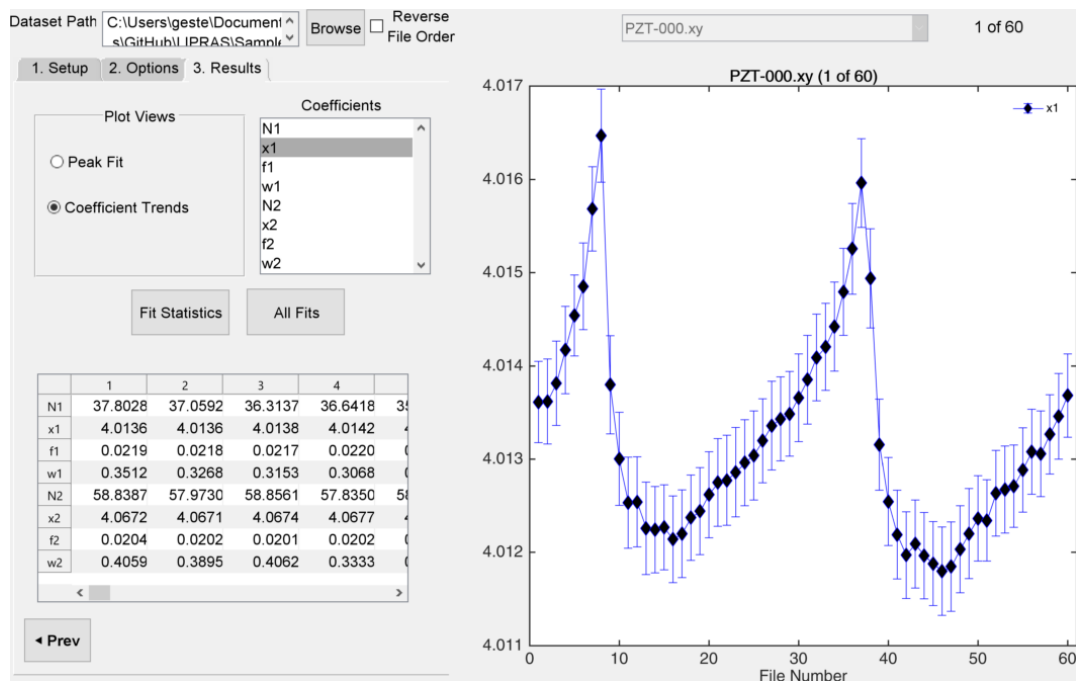 Dataset Path
C:\Users\geste\Document
s\GitHub\LIPRAS\Sample
Browse
Reverse
File Order
PZT-000.xy
1 of 60
1. Setup
2. Options
3. Results
Plot Views
Peak Fit
Coefficient Trends
Coefficients
N1
x1
f1
w1
N2
x2
f2
w2
Fit Statistics
All Fits
1 2 3 4
N1 37.8028 37.0592 36.3137 36.6418 35
x1 4.0136 4.0136 4.0138 4.0142
f1 0.0219 0.0218 0.0217 0.0220
w1 0.3512 0.3268 0.3153 0.3068
N2 58.8387 57.9730 58.8561 57.8350
x2 4.0672 4.0671 4.0674 4.0677
f2 0.0204 0.0202 0.0201 0.0202
w2 0.4059 0.3895 0.4062 0.3333
Prev
PZT-000.xy (1 of 60)
x1
4.017
4.016
4.015
4.014
4.013
4.012
4.011
0 10 20 30 40 50 60
File Number